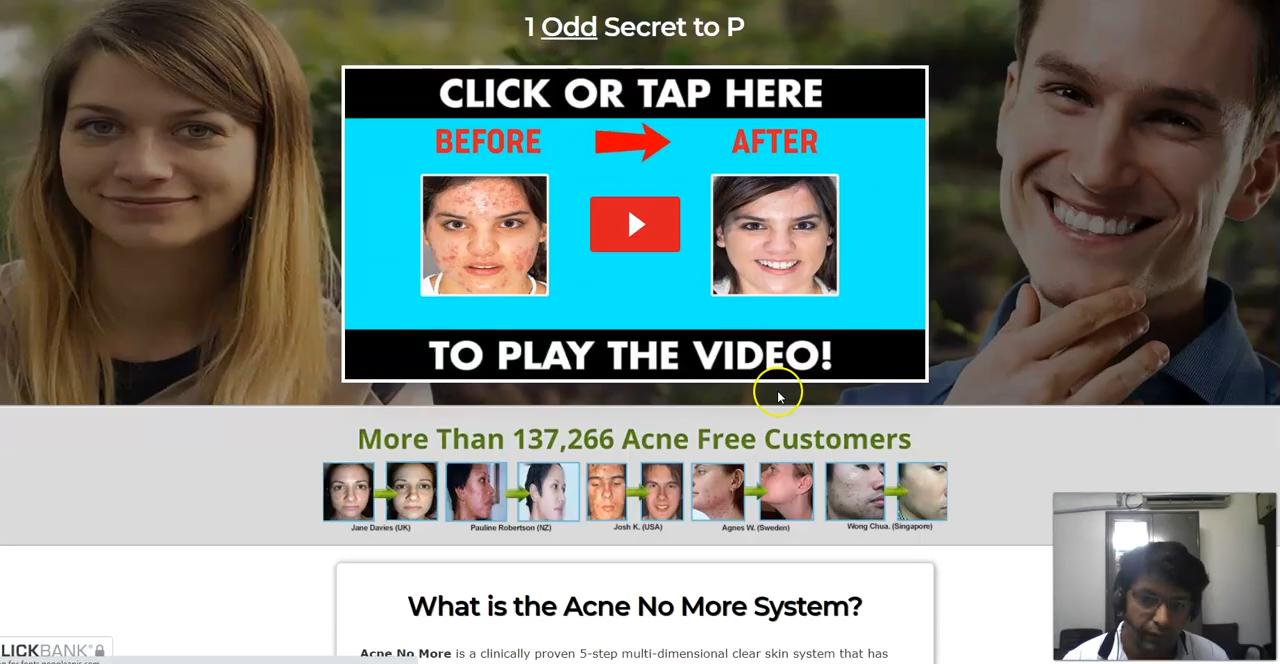 1 Odd Secret to P
CLICK OR TAP HERE
BEFORE AFTER
TO PLAY THE VIDEO!
More Than 137,266 Acne Free Customers
Jane Davies (UK) Pauline Robertson (NZ) Josh K. (USA) Agnes W. (Sweden) Wong Chua. (Singapore)
What is the Acne No More System?
Acne No More is a clinically proven 5-step multi-dimensional clear skin system that has
LICKBANK®